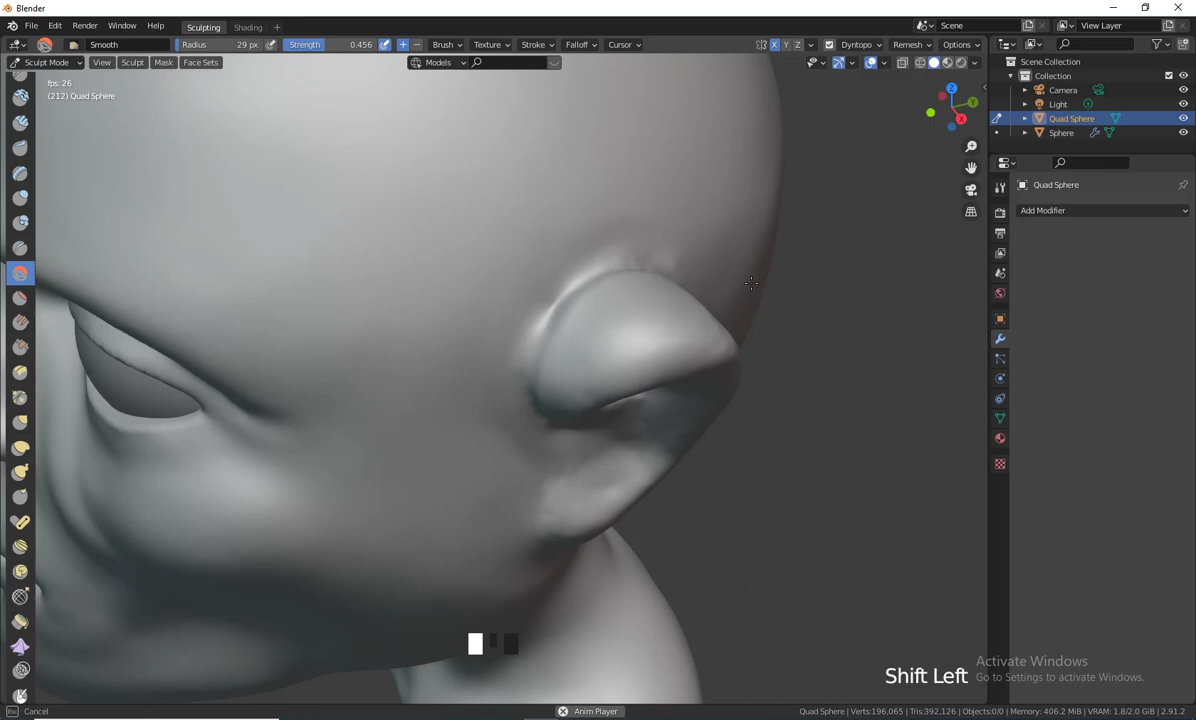 Blender
File Edit Render Window Help Sculpting Shading + Scene View Layer
Smooth Radius 29 px Strength 0.456 Brush Texture Stroke Falloff Cursor X Y Z Dyntopo Remesh Options
Sculpt Mode View Sculpt Mask Face Sets Models
fps: 26
(212) Quad Sphere
Z
Y
X
Scene Collection
Collection
Camera
Light
Quad Sphere
Sphere
Quad Sphere
Add Modifier
Shift Left
Activate Windows
Go to Settings to activate Windows.
Esc Cancel Anim Player Quad Sphere | Verts:196,065 | Tris:392,126 | Objects:0/0 | Memory: 406.2 MiB | VRAM: 1.8/2.0 GiB | 2.91.2